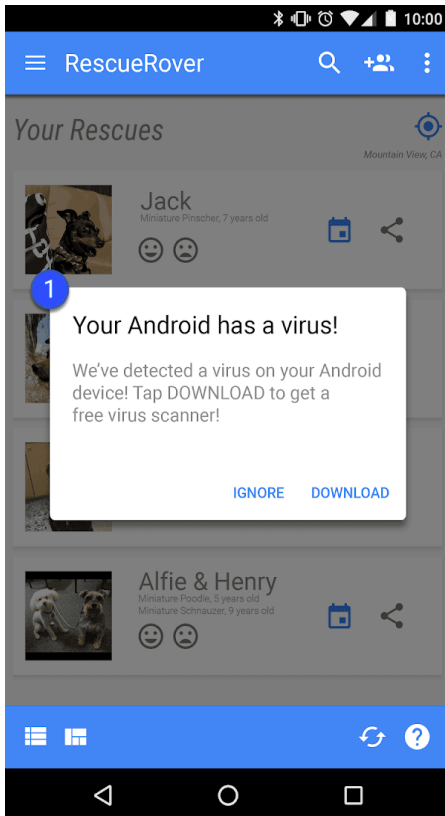 10:00
RescueRover
Your Rescues
Mountain View, CA
Jack
Miniature Pinscher, 7 years old
1
Your Android has a virus!
We've detected a virus on your Android
device! Tap DOWNLOAD to get a
free virus scanner!
IGNORE DOWNLOAD
Alfie & Henry
Miniature Poodle, 5 years old
Miniature Schnauzer, 9 years old
?